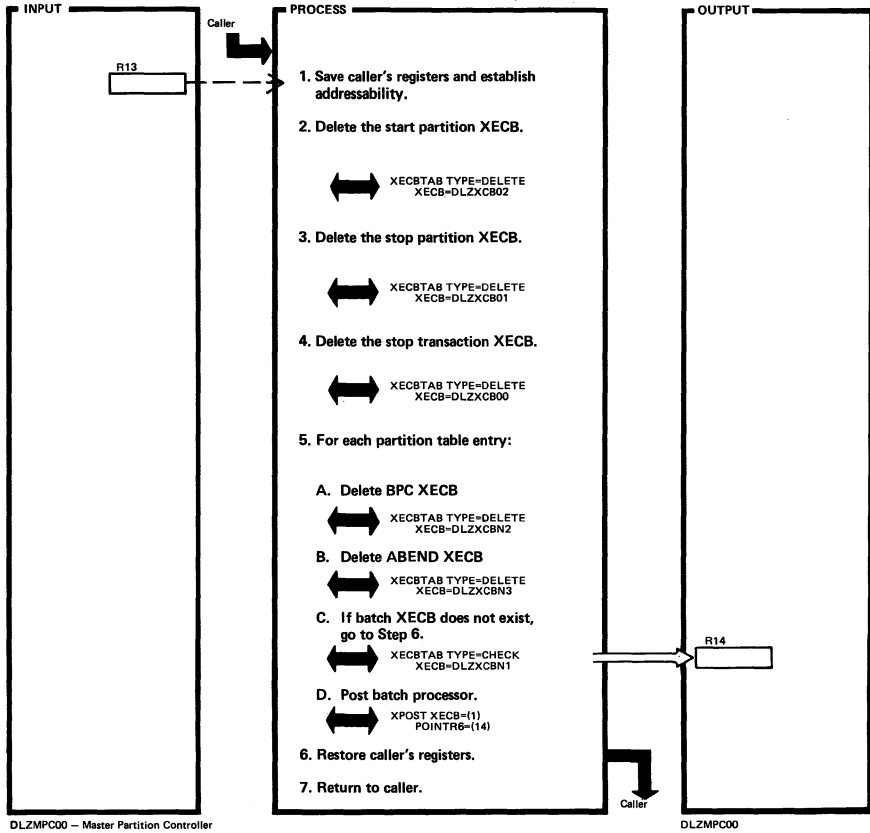 INPUT
PROCESS
OUTPUT
Caller
R13
1. Save caller's registers and establish
addressability.
2. Delete the start partition XECB.
XECBTAB TYPE=DELETE
XECB=DLZXCB02
3. Delete the stop partition XECB.
XECBTAB TYPE=DELETE
XECB=DLZXCB01
4. Delete the stop transaction XECB.
XECBTAB TYPE=DELETE
XECB=DLZXCB00
5. For each partition table entry:
A. Delete BPC XECB
XECBTAB TYPE=DELETE
XECB=DLZXCBN2
B. Delete ABEND XECB
XECBTAB TYPE=DELETE
XECB=DLZXCBN3
C. If batch XECB does not exist,
go to Step 6.
XECBTAB TYPE=CHECK
XECB=DLZXCBN1
R14
D. Post batch processor.
XPOST XECB=(1)
POINTR6=(14)
6. Restore caller's registers.
7. Return to caller.
Caller
DLZMPC00 — Master Partition Controller
DLZMPC00